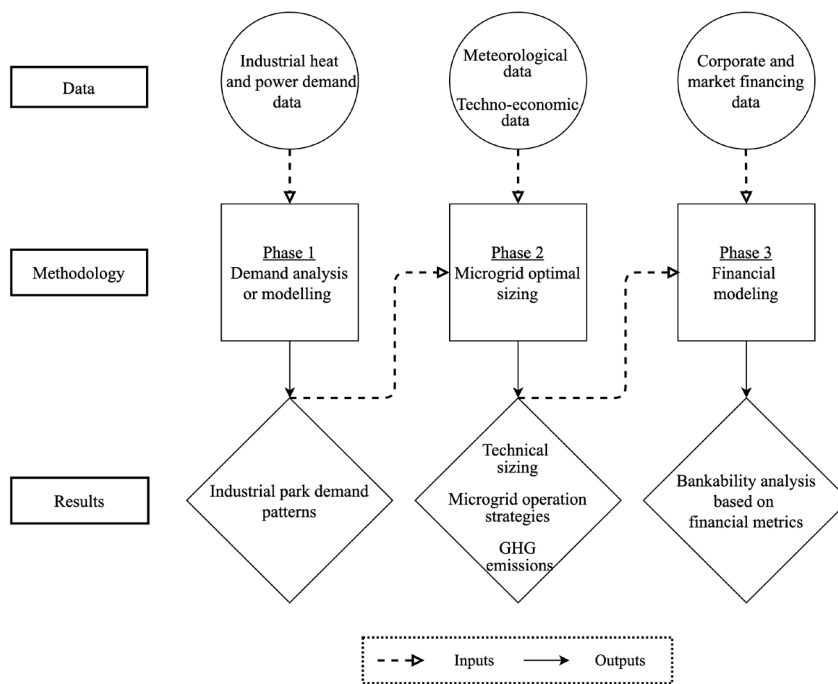 Data
Industrial heat
and power demand
data
Meteorological
data
Techno-economic
data
Corporate and
market financing
data
Methodology
Phase 1
Demand analysis
or modelling
Phase 2
Microgrid optimal
sizing
Phase 3
Financial
modeling
Results
Industrial park demand
patterns
Technical
sizing
Microgrid operation
strategies
GHG
emissions
Bankability analysis
based on
financial metrics
Inputs
Outputs